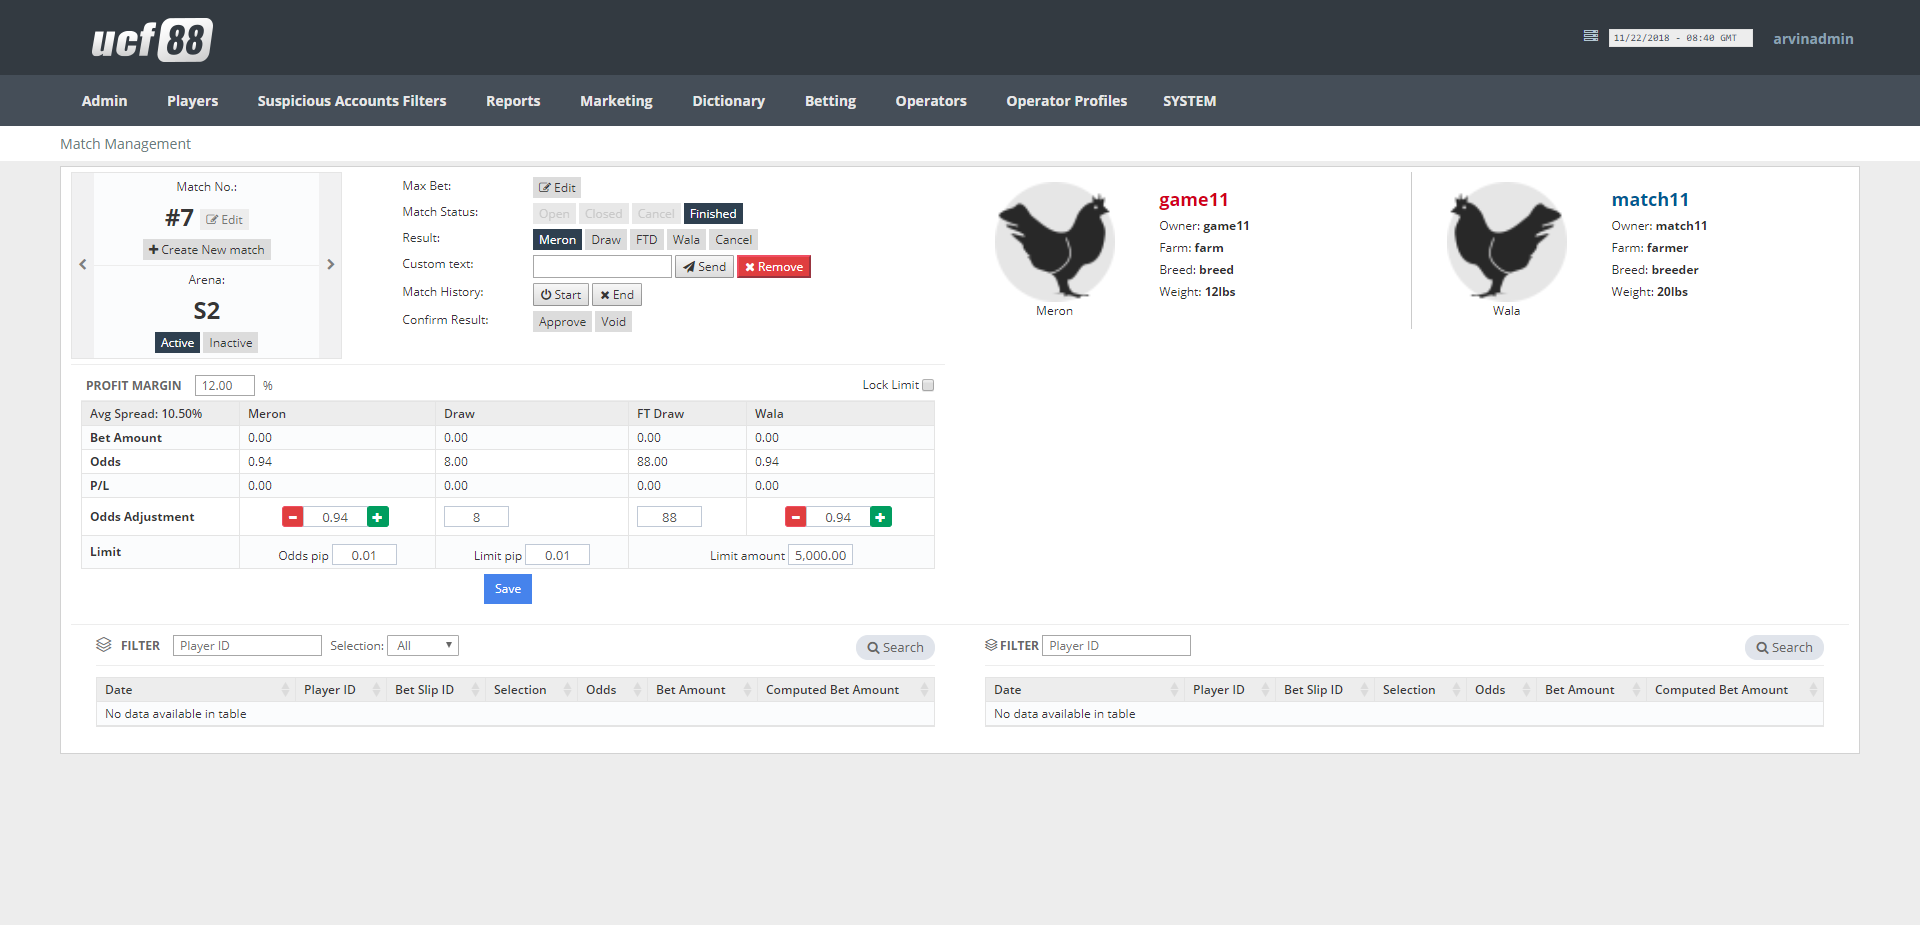 ucf 88
11/22/2018 - 08:40 GMT
arvinadmin
Admin Players Suspicious Accounts Filters Reports Marketing Dictionary Betting Operators Operator Profiles SYSTEM
Match Management
Match No.:
#7 Edit
Create New match
Arena:
S2
Active Inactive
Max Bet: Edit
Match Status: Open Closed Cancel Finished
Result: Meron Draw FTD Wala Cancel
Custom text: Send Remove
Match History: Start End
Confirm Result: Approve Void
Meron
game11
Owner: game11
Farm: farm
Breed: breed
Weight: 12lbs
Wala
match11
Owner: match11
Farm: farmer
Breed: breeder
Weight: 20lbs
PROFIT MARGIN 12.00 % Lock Limit
Avg Spread: 10.50% Meron Draw FT Draw Wala
Bet Amount 0.00 0.00 0.00 0.00
Odds 0.94 8.00 88.00 0.94
P/L 0.00 0.00 0.00 0.00
Odds Adjustment 0.94 8 88 0.94
Limit Odds pip 0.01 Limit pip 0.01 Limit amount 5,000.00
Save
FILTER Player ID Selection: All Search
Date Player ID Bet Slip ID Selection Odds Bet Amount Computed Bet Amount
No data available in table
FILTER Player ID Search
Date Player ID Bet Slip ID Selection Odds Bet Amount Computed Bet Amount
No data available in table